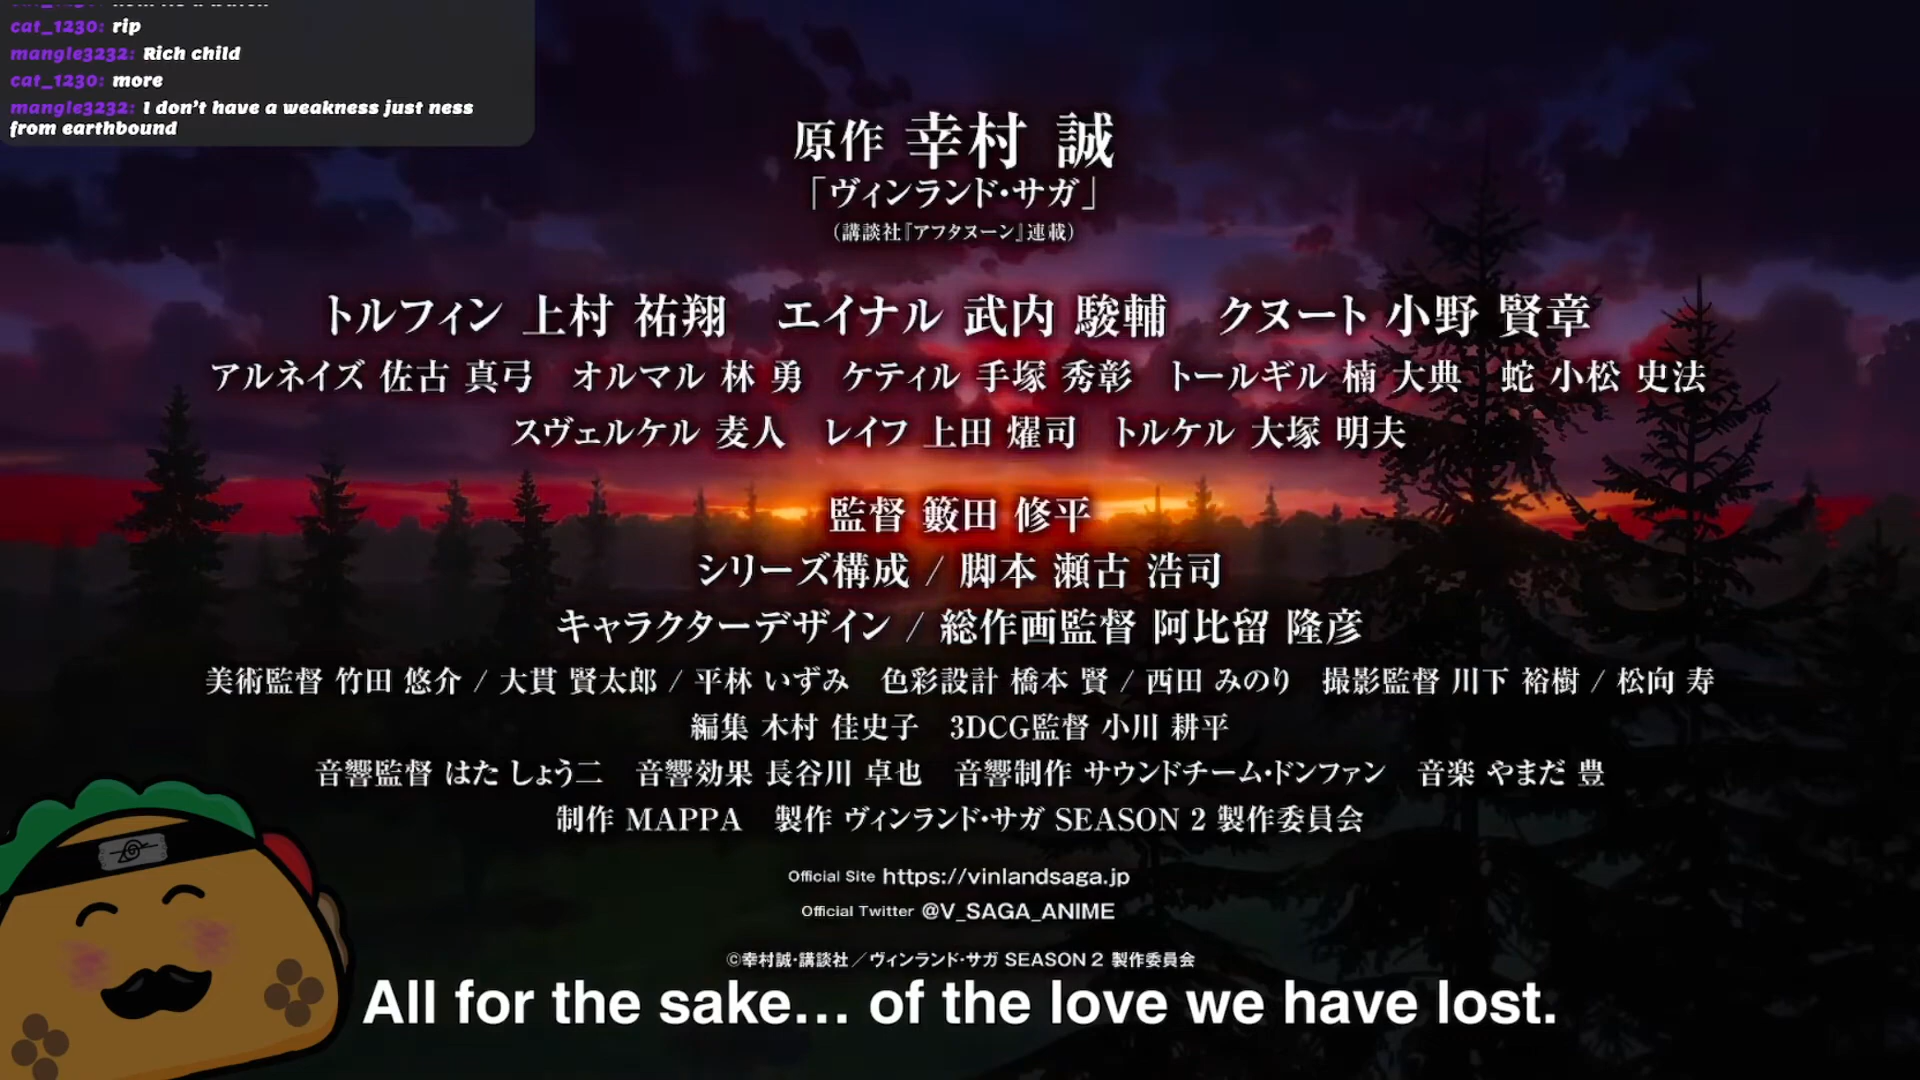 cat_1230: rip
mangle3232: Rich child
cat_1230: more
mangle3232: I don't have a weakness just ness
from earthbound
原作 幸村 誠
「ヴィンランド・サガ」
(講談社『アフタヌーン』連載)
トルフィン 上村 祐翔 エイナル 武内 駿輔 クヌート 小野 賢章
アルネイズ 佐古 真弓 オルマル 林 勇 ケティル 手塚 秀彰 トールギル 楠 大典 蛇 小松 史法
スヴェルケル 麦人 レイフ 上田 燿司 トルケル 大塚 明夫
監督 籔田 修平
シリーズ構成 / 脚本 瀬古 浩司
キャラクターデザイン / 総作画監督 阿比留 隆彦
美術監督 竹田 悠介 / 大貫 賢太郎 / 平林 いずみ 色彩設計 橋本 賢 / 西田 みのり 撮影監督 川下 裕樹 / 松向 寿
編集 木村 佳史子 3DCG監督 小川 耕平
音響監督 はた しょう二 音響効果 長谷川 卓也 音響制作 サウンドチーム・ドンファン 音楽 やまだ 豊
制作 MAPPA 製作 ヴィンランド・サガ SEASON 2 製作委員会
Official Site https://vinlandsaga.jp
Official Twitter @V_SAGA_ANIME
©幸村誠・講談社／ヴィンランド・サガ SEASON 2 製作委員会
All for the sake... of the love we have lost.